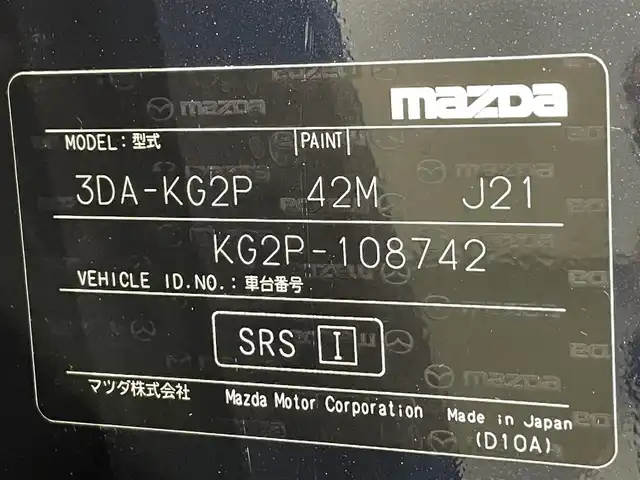 mazda
MODEL：型式 |PAINT|
3DA-KG2P 42M J21
KG2P-108742
VEHICLE ID.NO.：車台番号
SRS I
マツダ株式会社 Mazda Motor Corporation Made in Japan
(D10A)